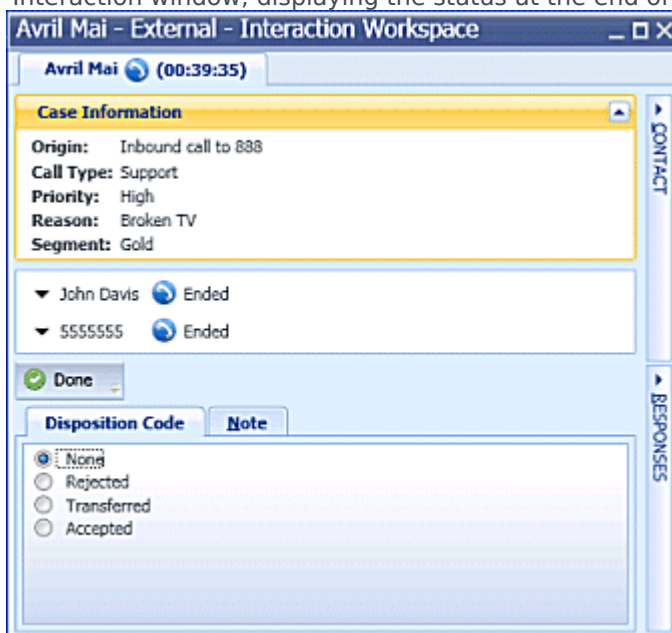 Interaction window, displaying the status at the end of
Avril Mai - External - Interaction Workspace
Avril Mai (00:39:35)
Case Information
Origin: Inbound call to 888
Call Type: Support
Priority: High
Reason: Broken TV
Segment: Gold
CONTACT
John Davis Ended
5555555 Ended
Done
RESPONSES
Disposition Code Note
None
Rejected
Transferred
Accepted